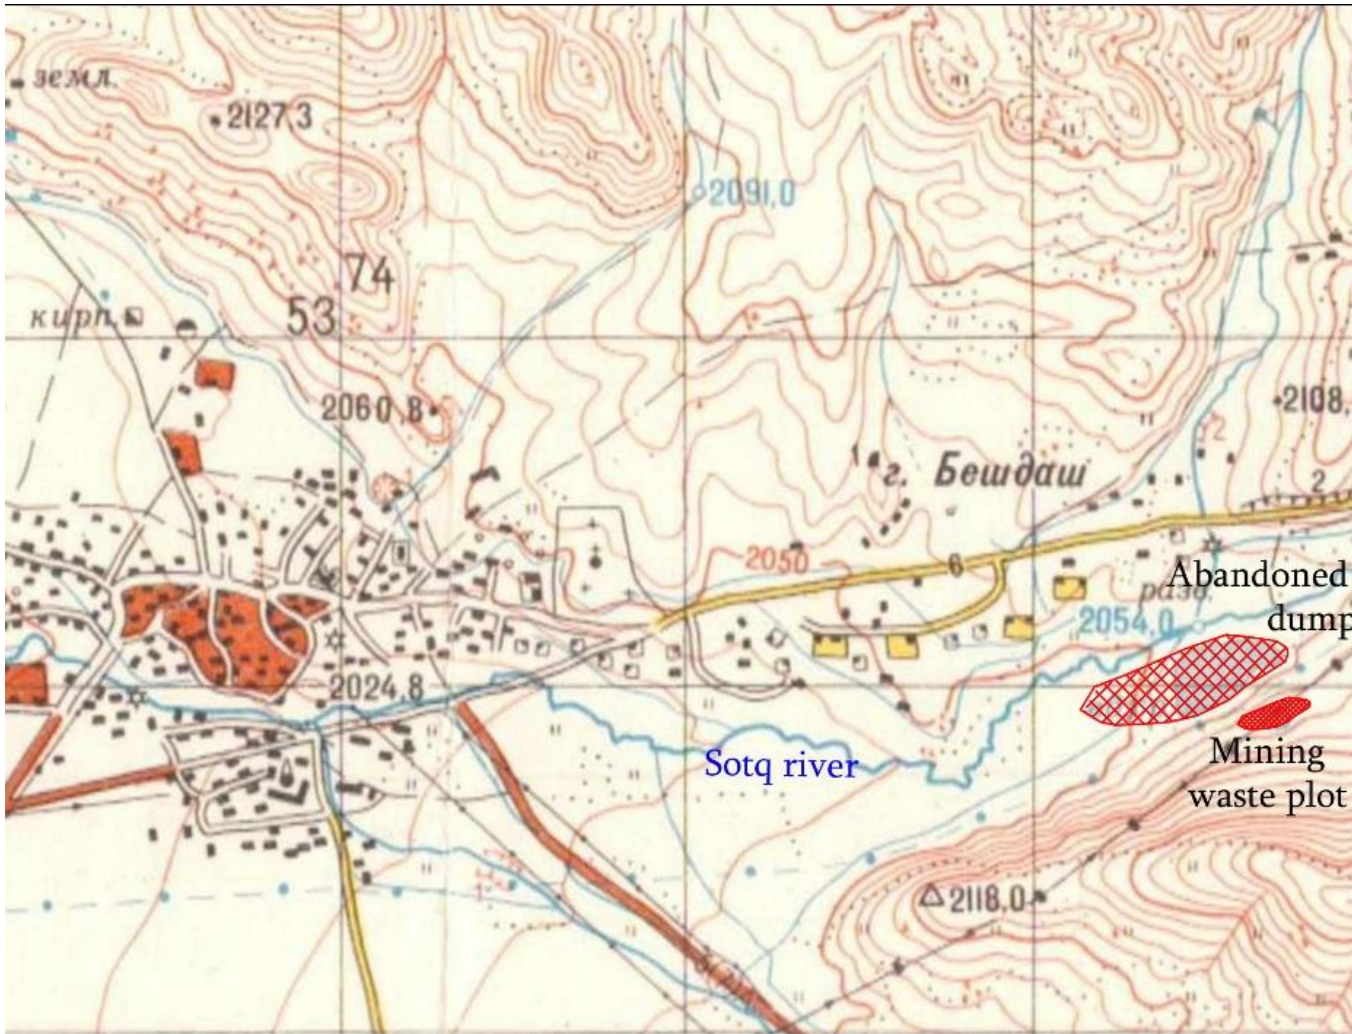 земл.
2127,3
2091,0
74
53
кирп.
2060,8
2108,
2
г. Бешдаш
2
2050
6
Abandoned
dump
разв.
2054,0
2024,8
Sotq river
Mining
waste plot
2118.0